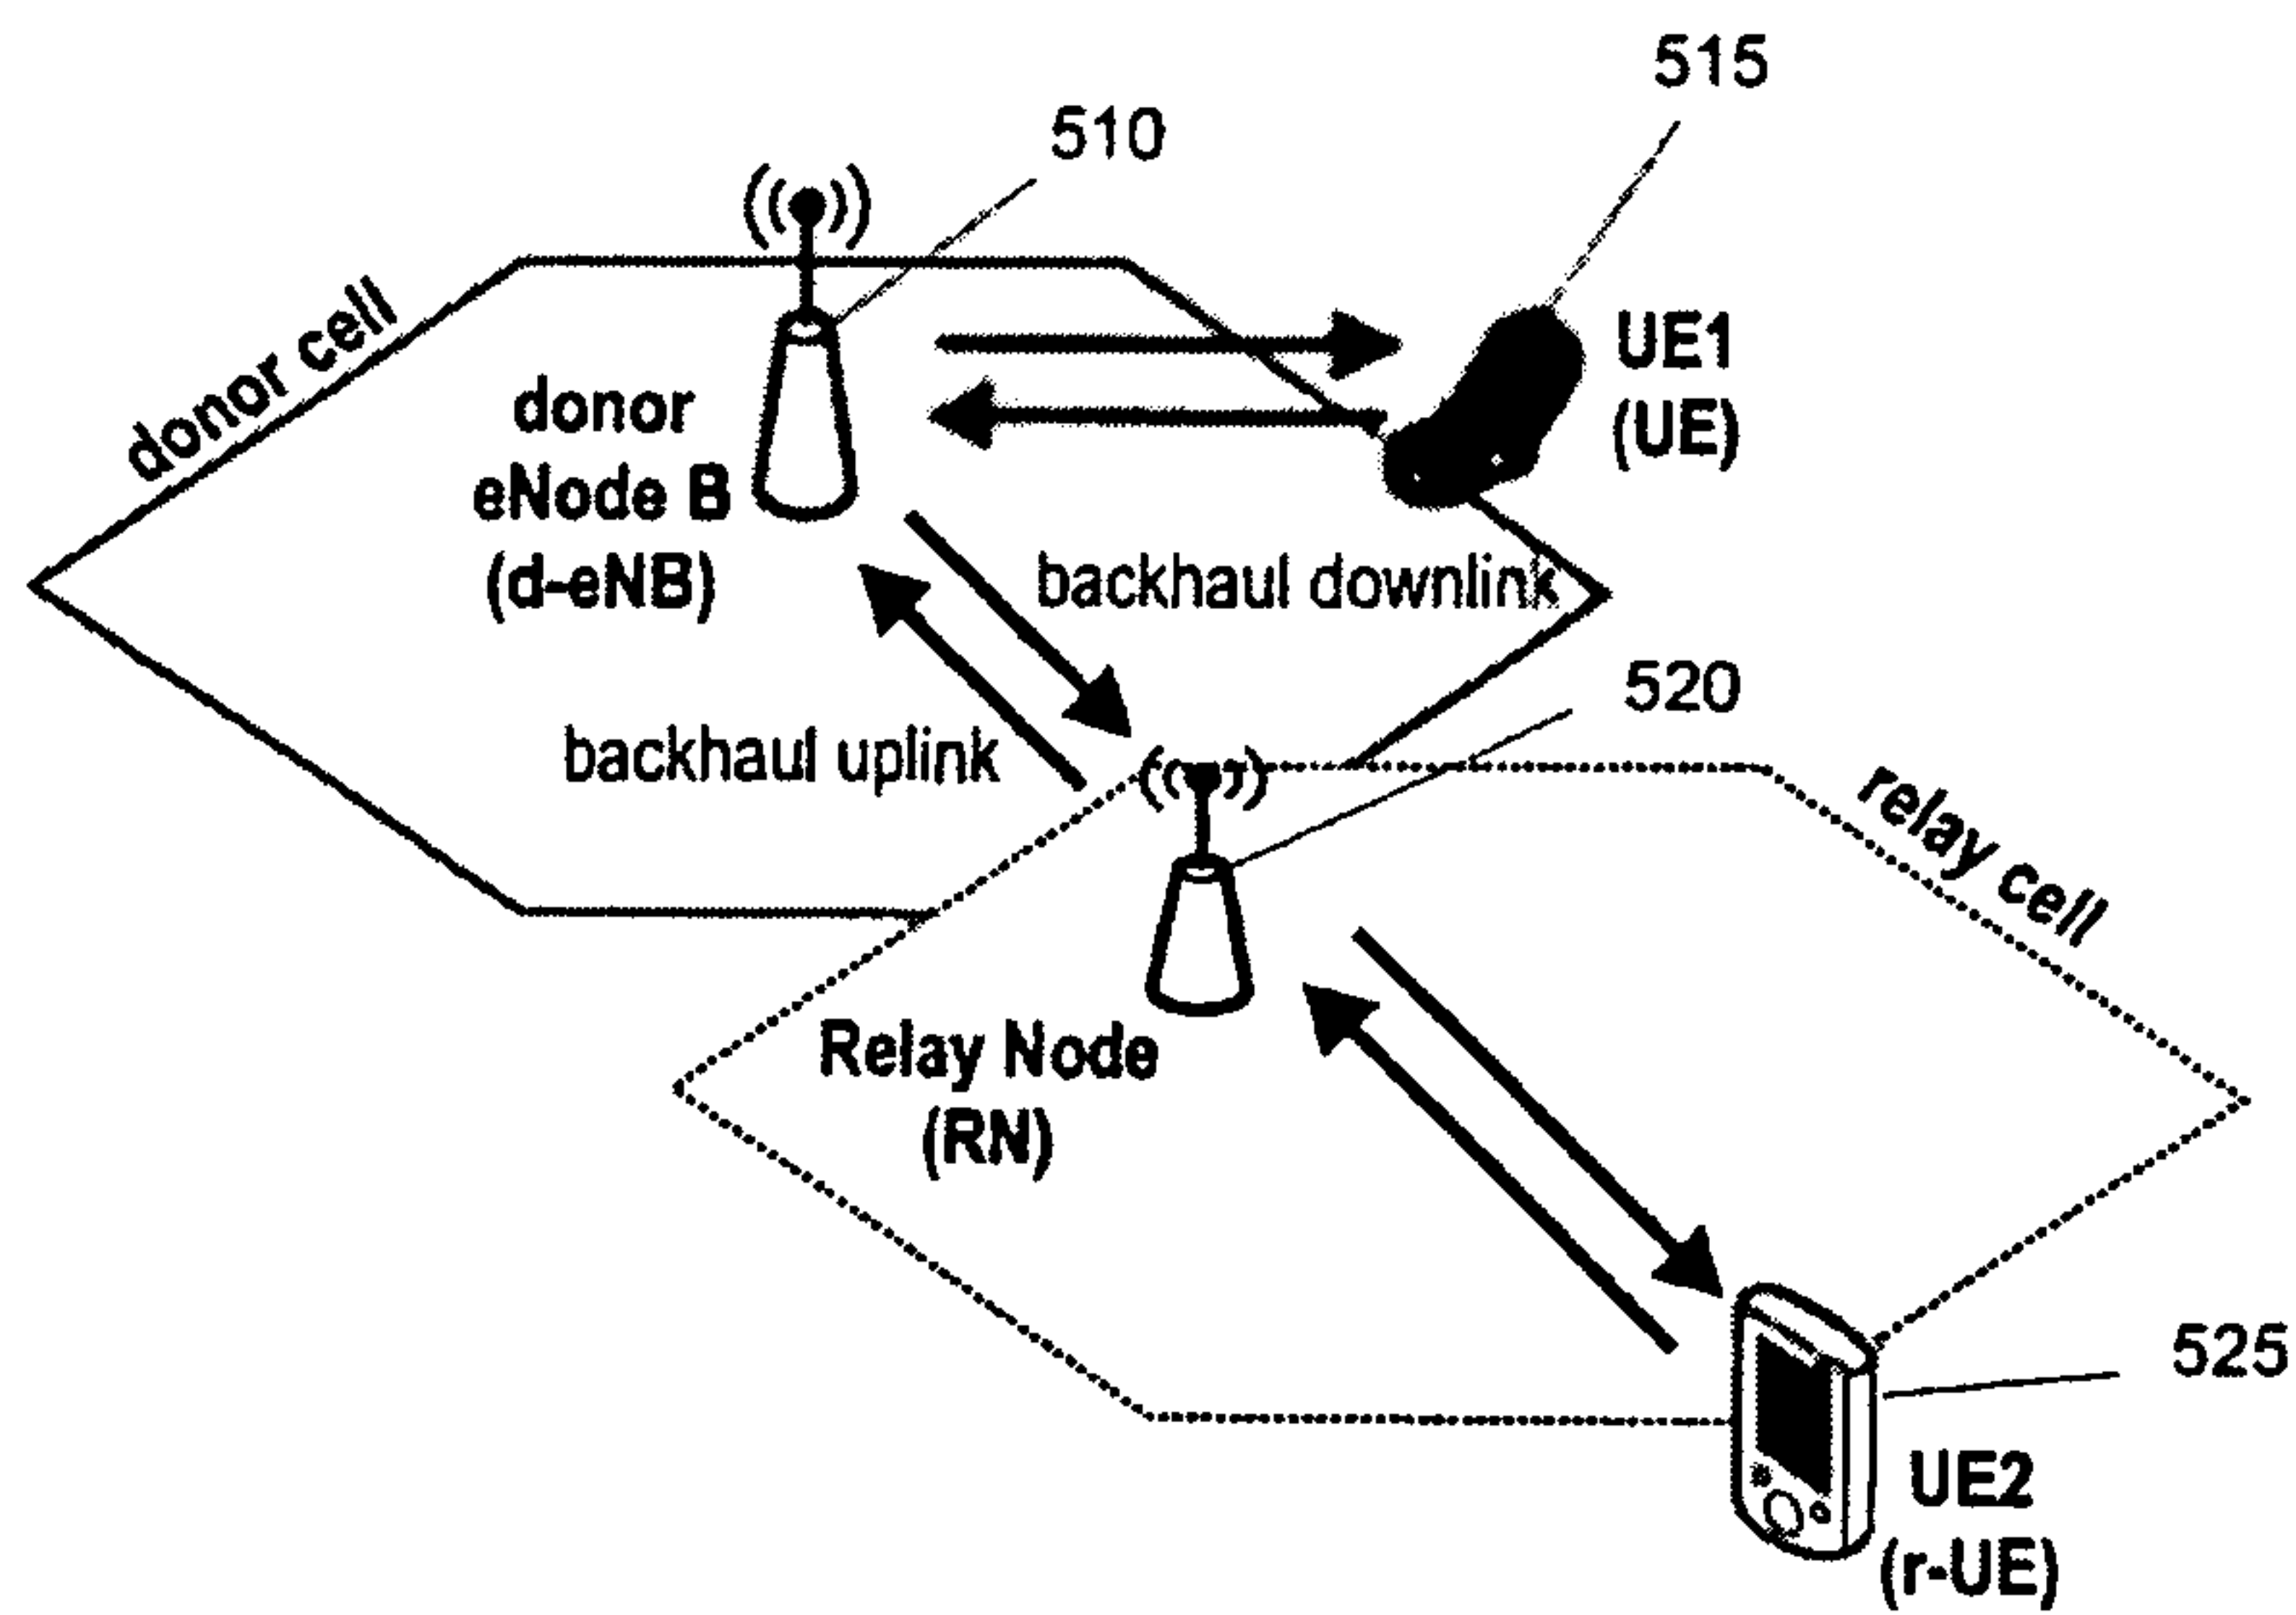 515
510
donor cell
UE1
(UE)
donor
eNode B
(d-eNB)
backhaul downlink
520
backhaul uplink
relay cell
Relay Node
(RN)
525
UE2
(r-UE)